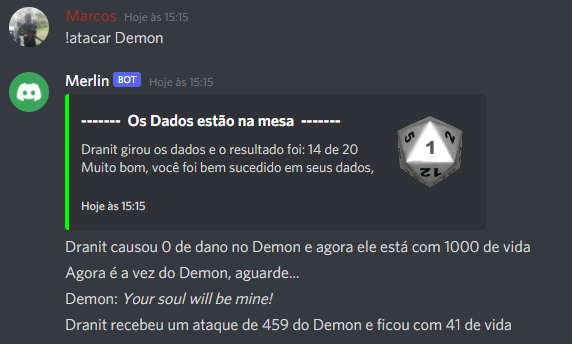 Marcos Hoje às 15:15
!atacar Demon
Merlin BOT Hoje às 15:15
------- Os Dados estão na mesa -------
Dranit girou os dados e o resultado foi: 14 de 20
Muito bom, você foi bem sucedido em seus dados,
5 1 2 12
Hoje às 15:15
Dranit causou 0 de dano no Demon e agora ele está com 1000 de vida
Agora é a vez do Demon, aguarde...
Demon: Your soul will be mine!
Dranit recebeu um ataque de 459 do Demon e ficou com 41 de vida